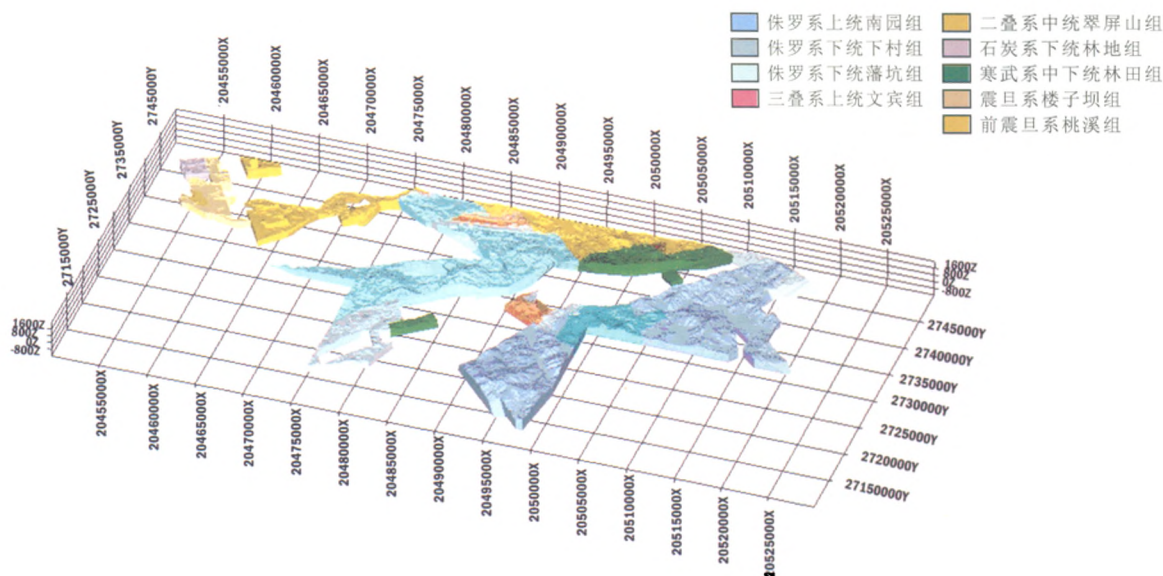 侏罗系上统南园组
侏罗系下统下村组
侏罗系下统藩坑组
三叠系上统文宾组
二叠系中统翠屏山组
石炭系下统林地组
寒武系中下统林田组
震旦系楼子坝组
前震旦系桃溪组
20455000X
20460000X
20465000X
20470000X
20475000X
20480000X
20485000X
20490000X
20495000X
2050000X
20505000X
20510000X
20515000X
20520000X
20525000X
2745000Y
2735000Y
2725000Y
2715000Y
1600Z
800Z
0Z
-800Z
1600Z
800Z
0Z
-800Z
2745000Y
2740000Y
2735000Y
2730000Y
2725000Y
2720000Y
27150000Y
20455000X
20460000X
20465000X
20470000X
20475000X
20480000X
20485000X
20490000X
20495000X
2050000X
20505000X
20510000X
20515000X
20520000X
20525000X